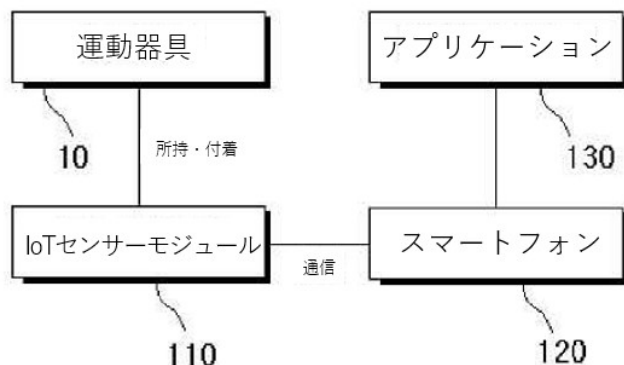 運動器具
アプリケーション
10
所持・付着
130
IoTセンサーモジュール
通信
スマートフォン
110
120